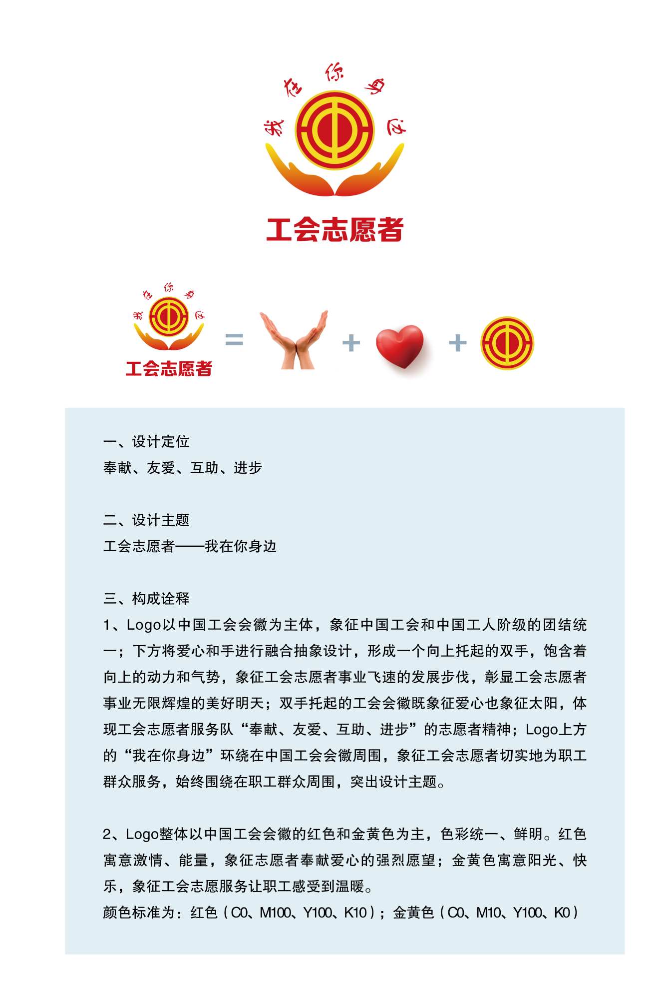 我在你身边
工会志愿者
我在你身边
工会志愿者
=
+
+
一、设计定位
奉献、友爱、互助、进步
二、设计主题
工会志愿者——我在你身边
三、构成诠释
1、Logo以中国工会会徽为主体，象征中国工会和中国工人阶级的团结统
一；下方将爱心和手进行融合抽象设计，形成一个向上托起的双手，饱含着
向上的动力和气势，象征工会志愿者事业飞速的发展步伐，彰显工会志愿者
事业无限辉煌的美好明天；双手托起的工会会徽既象征爱心也象征太阳，体
现工会志愿者服务队“奉献、友爱、互助、进步”的志愿者精神；Logo上方
的“我在你身边”环绕在中国工会会徽周围，象征工会志愿者切实地为职工
群众服务，始终围绕在职工群众周围，突出设计主题。
2、Logo整体以中国工会会徽的红色和金黄色为主，色彩统一、鲜明。红色
寓意激情、能量，象征志愿者奉献爱心的强烈愿望；金黄色寓意阳光、快
乐，象征工会志愿服务让职工感受到温暖。
颜色标准为：红色（C0、M100、Y100、K10）；金黄色（C0、M10、Y100、K0）